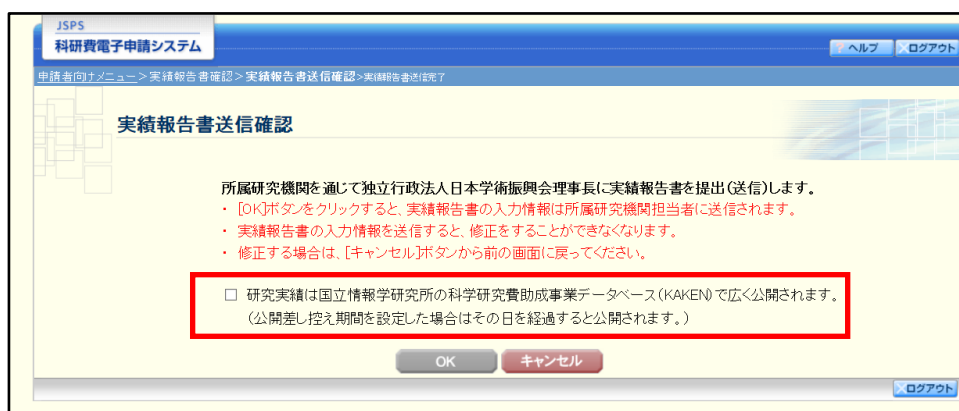 JSPS
科研費電子申請システム
ヘルプ
ログアウト
申請者向けメニュー>実績報告書確認>実績報告書送信確認>実績報告書送信完了
実績報告書送信確認
所属研究機関を通じて独立行政法人日本学術振興会理事長に実績報告書を提出(送信)します。
・ [OK]ボタンをクリックすると、実績報告書の入力情報は所属研究機関担当者に送信されます。
・ 実績報告書の入力情報を送信すると、修正をすることができなくなります。
・ 修正する場合は、[キャンセル]ボタンから前の画面に戻ってください。
□ 研究実績は国立情報学研究所の科学研究費助成事業データベース(KAKEN)で広く公開されます。
(公開差し控え期間を設定した場合はその日を経過すると公開されます。)
OK
キャンセル
ログアウト